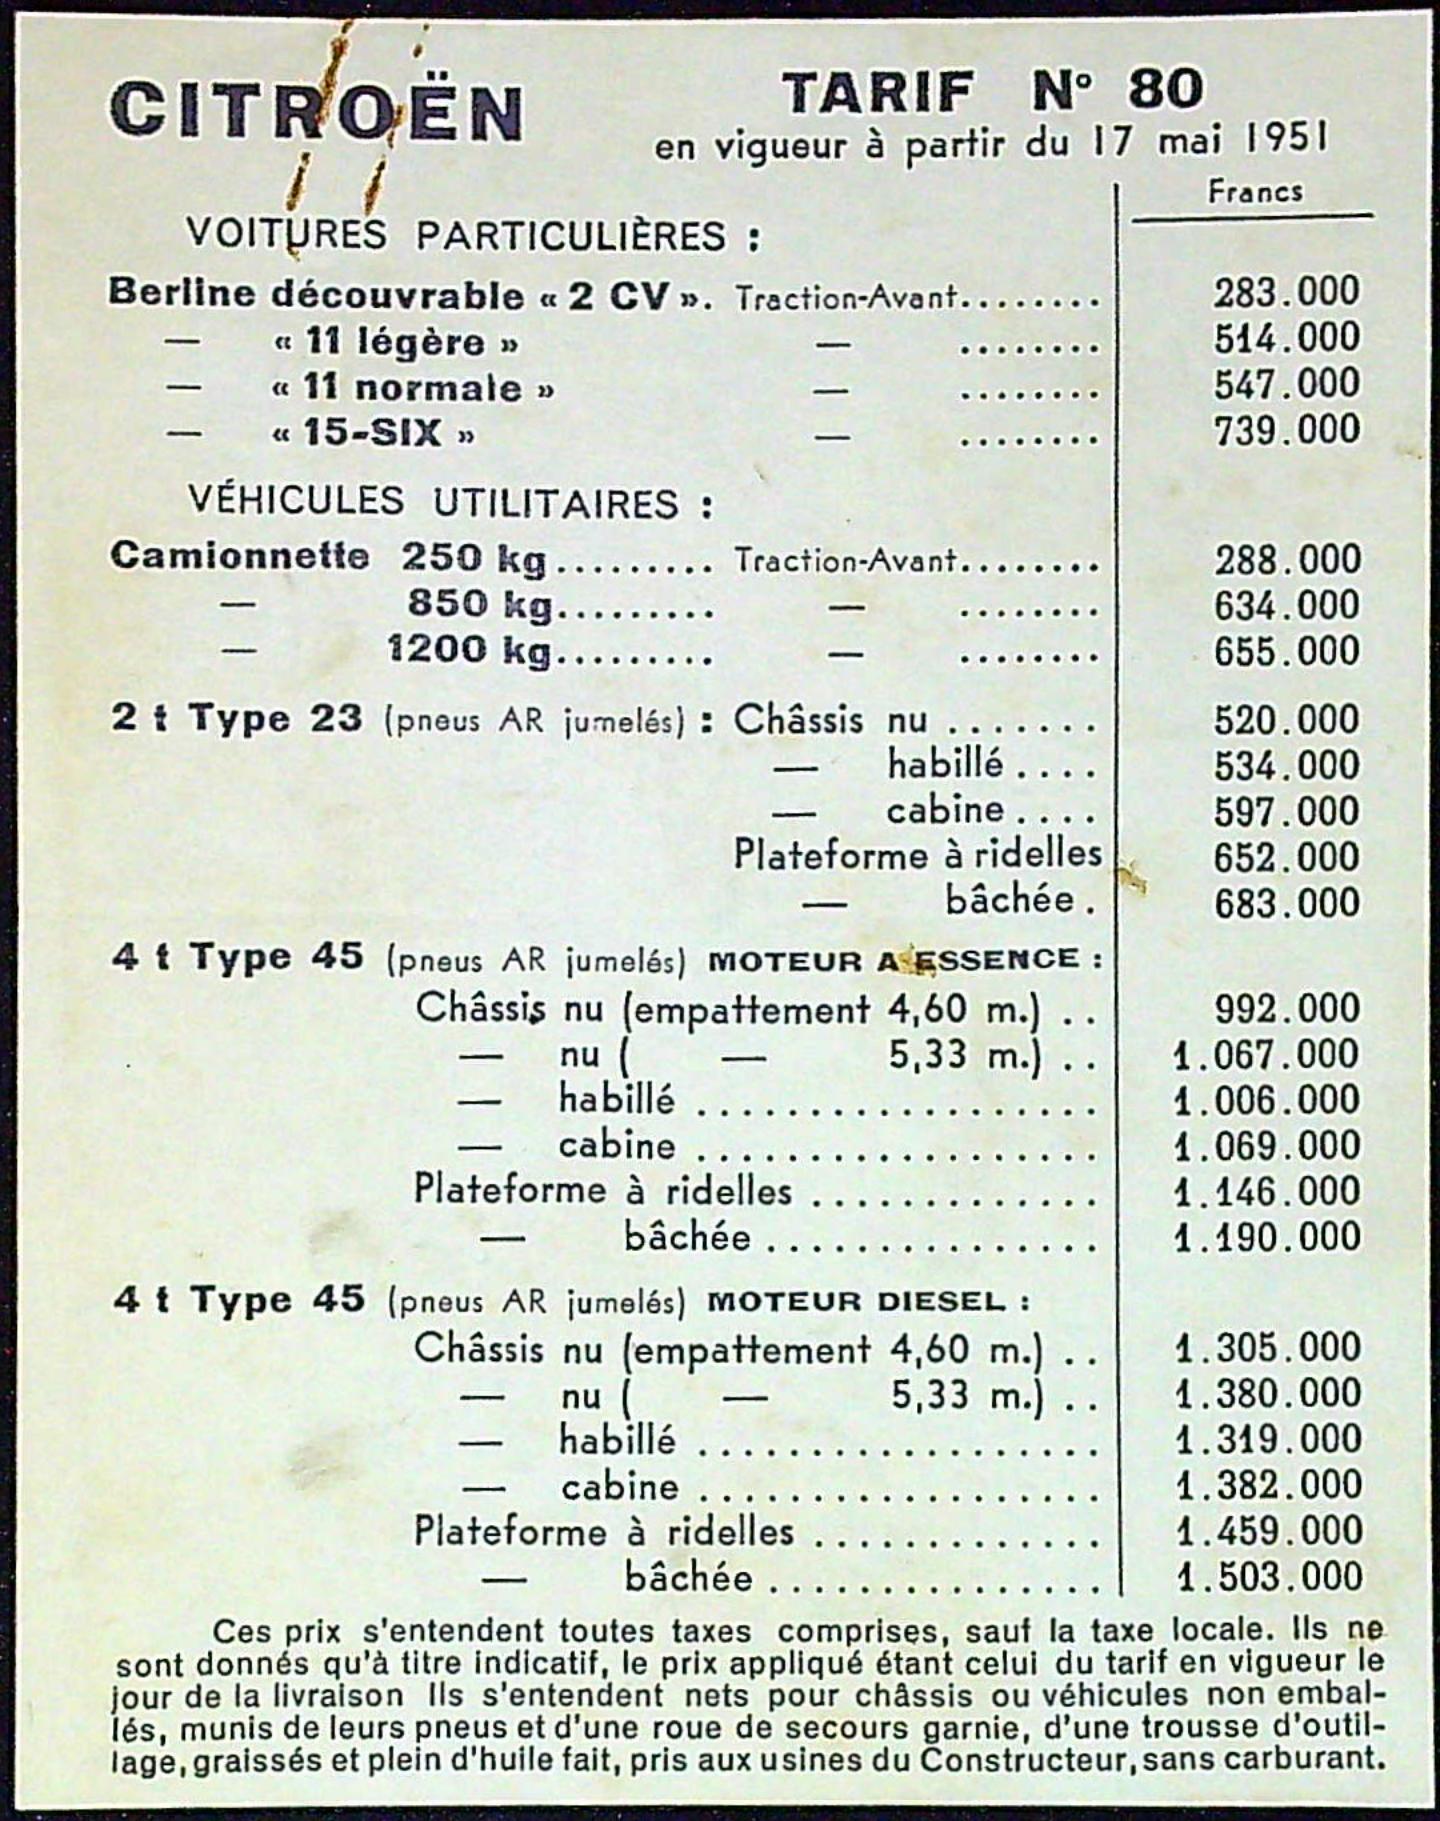 CITROËN
TARIF N° 80
en vigueur à partir du 17 mai 1951
Francs
VOITURES PARTICULIÈRES :
Berline découvrable « 2 CV ». Traction-Avant........ 283.000
— « 11 légère » — ........ 514.000
— « 11 normale » — ........ 547.000
— « 15-SIX » — ........ 739.000
VÉHICULES UTILITAIRES :
Camionnette 250 kg......... Traction-Avant........ 288.000
— 850 kg......... — ........ 634.000
— 1200 kg......... — ........ 655.000
2 t Type 23 (pneus AR jumelés) : Châssis nu ....... 520.000
— habillé .... 534.000
— cabine .... 597.000
Plateforme à ridelles 652.000
— bâchée . 683.000
4 t Type 45 (pneus AR jumelés) MOTEUR A ESSENCE :
Châssis nu (empattement 4,60 m.) .. 992.000
— nu ( — 5,33 m.) .. 1.067.000
— habillé .................. 1.006.000
— cabine .................. 1.069.000
Plateforme à ridelles ............. 1.146.000
— bâchée ............... 1.190.000
4 t Type 45 (pneus AR jumelés) MOTEUR DIESEL :
Châssis nu (empattement 4,60 m.) .. 1.305.000
— nu ( — 5,33 m.) .. 1.380.000
— habillé .................. 1.319.000
— cabine .................. 1.382.000
Plateforme à ridelles ............. 1.459.000
— bâchée ............... 1.503.000
Ces prix s'entendent toutes taxes comprises, sauf la taxe locale. Ils ne
sont donnés qu'à titre indicatif, le prix appliqué étant celui du tarif en vigueur le
jour de la livraison Ils s'entendent nets pour châssis ou véhicules non embal-
lés, munis de leurs pneus et d'une roue de secours garnie, d'une trousse d'outil-
lage, graissés et plein d'huile fait, pris aux usines du Constructeur, sans carburant.